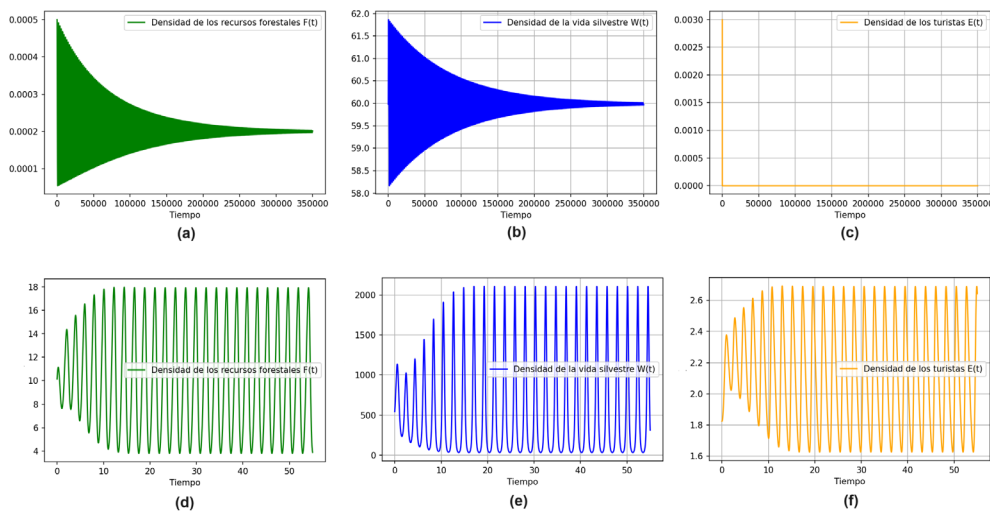 0.0005
0.0004
0.0003
0.0002
0.0001
Densidad de los recursos forestales F(t)
0 50000 100000 150000 200000 250000 300000 350000
Tiempo
(a)
62.0
61.5
61.0
60.5
60.0
59.5
59.0
58.5
58.0
Densidad de la vida silvestre W(t)
0 50000 100000 150000 200000 250000 300000 350000
Tiempo
(b)
0.0030
0.0025
0.0020
0.0015
0.0010
0.0005
0.0000
Densidad de los turistas E(t)
0 50000 100000 150000 200000 250000 300000 350000
Tiempo
(c)
18
16
14
12
10
8
6
4
Densidad de los recursos forestales F(t)
0 10 20 30 40 50
Tiempo
(d)
2000
1500
1000
500
0
Densidad de la vida silvestre W(t)
0 10 20 30 40 50
Tiempo
(e)
2.6
2.4
2.2
2.0
1.8
1.6
Densidad de los turistas E(t)
0 10 20 30 40 50
Tiempo
(f)